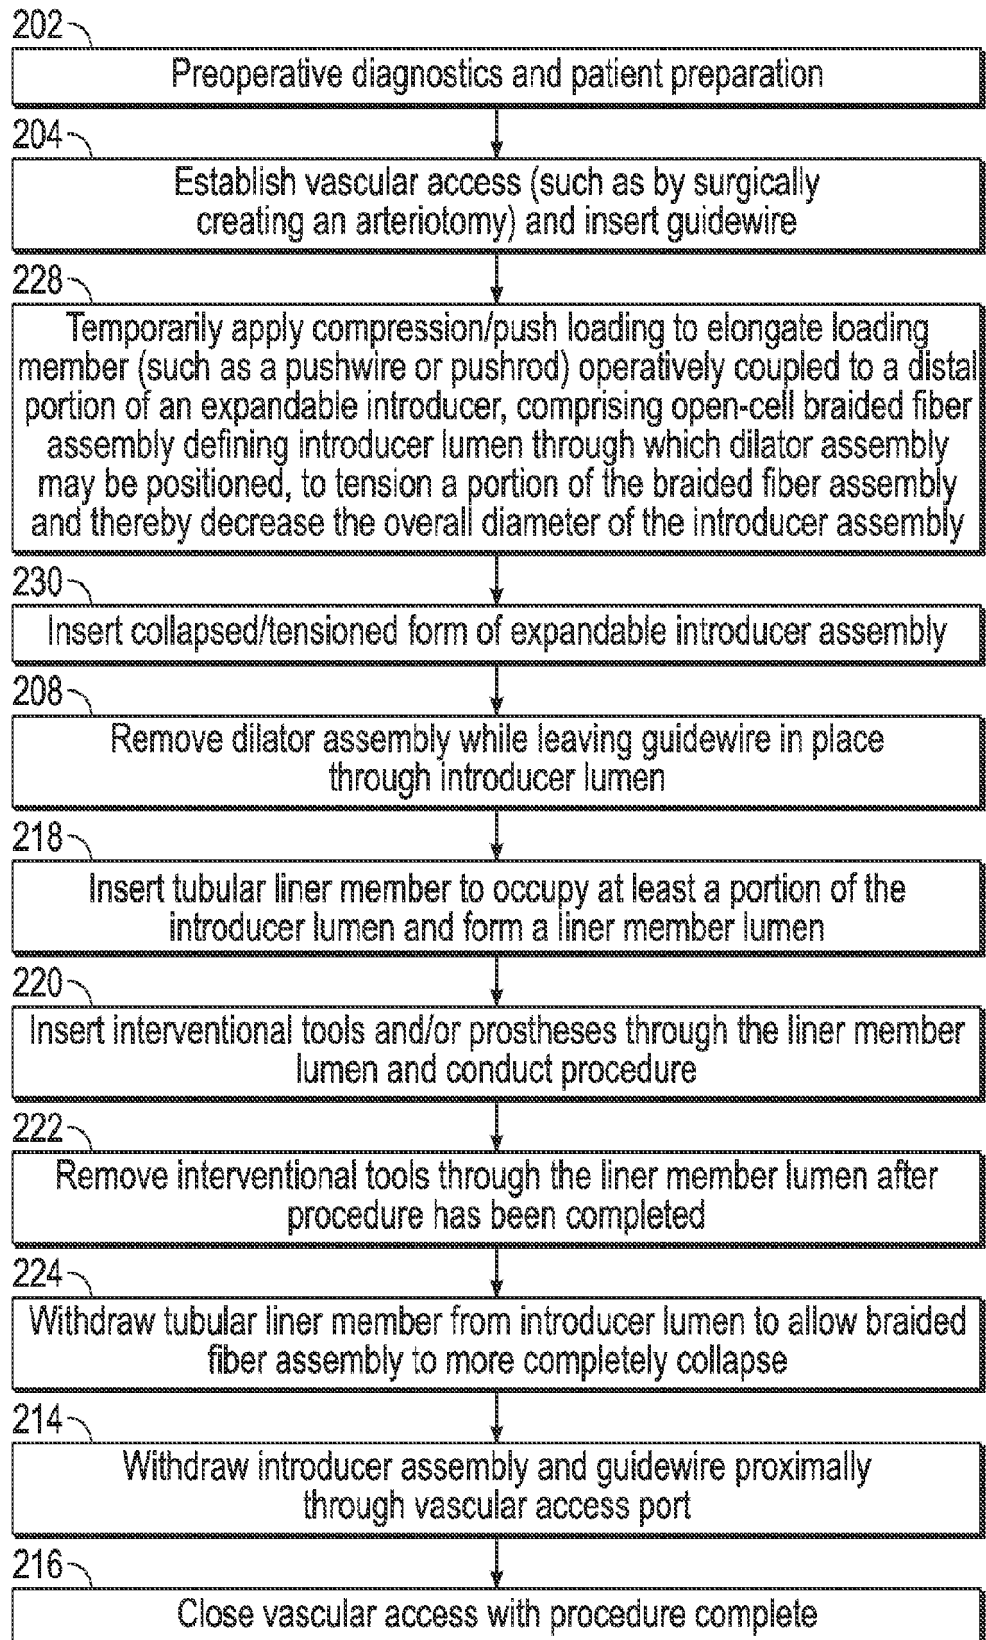 202
Preoperative diagnostics and patient preparation
204
Establish vascular access (such as by surgically
creating an arteriotomy) and insert guidewire
228
Temporarily apply compression/push loading to elongate loading
member (such as a pushwire or pushrod) operatively coupled to a distal
portion of an expandable introducer, comprising open-cell braided fiber
assembly defining introducer lumen through which dilator assembly
may be positioned, to tension a portion of the braided fiber assembly
and thereby decrease the overall diameter of the introducer assembly
230
Insert collapsed/tensioned form of expandable introducer assembly
208
Remove dilator assembly while leaving guidewire in place
through introducer lumen
218
Insert tubular liner member to occupy at least a portion of the
introducer lumen and form a liner member lumen
220
Insert interventional tools and/or prostheses through the liner member
lumen and conduct procedure
222
Remove interventional tools through the liner member lumen after
procedure has been completed
224
Withdraw tubular liner member from introducer lumen to allow braided
fiber assembly to more completely collapse
214
Withdraw introducer assembly and guidewire proximally
through vascular access port
216
Close vascular access with procedure complete